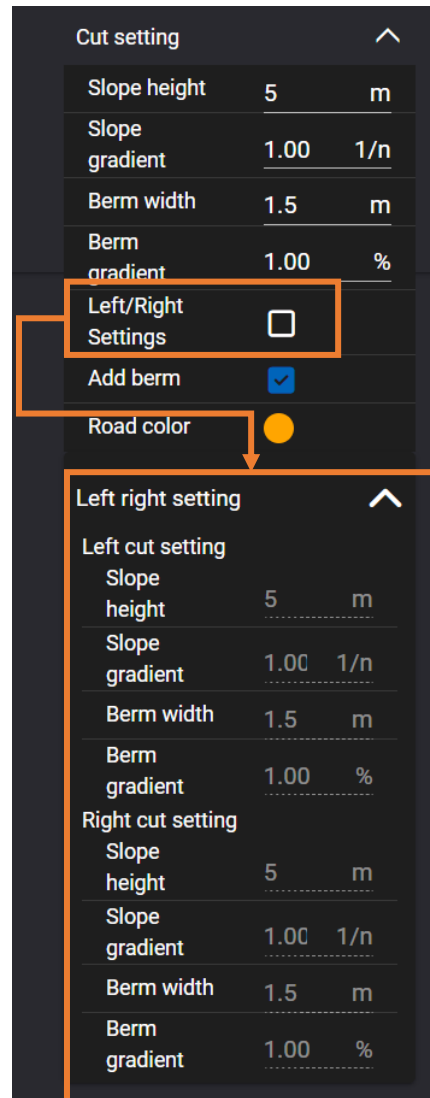 Cut setting
Slope height 5 m
Slope
gradient 1.00 1/n
Berm width 1.5 m
Berm
gradient 1.00 %
Left/Right
Settings
Add berm
Road color
Left right setting
Left cut setting
Slope
height 5 m
Slope
gradient 1.00 1/n
Berm width 1.5 m
Berm
gradient 1.00 %
Right cut setting
Slope
height 5 m
Slope
gradient 1.00 1/n
Berm width 1.5 m
Berm
gradient 1.00 %